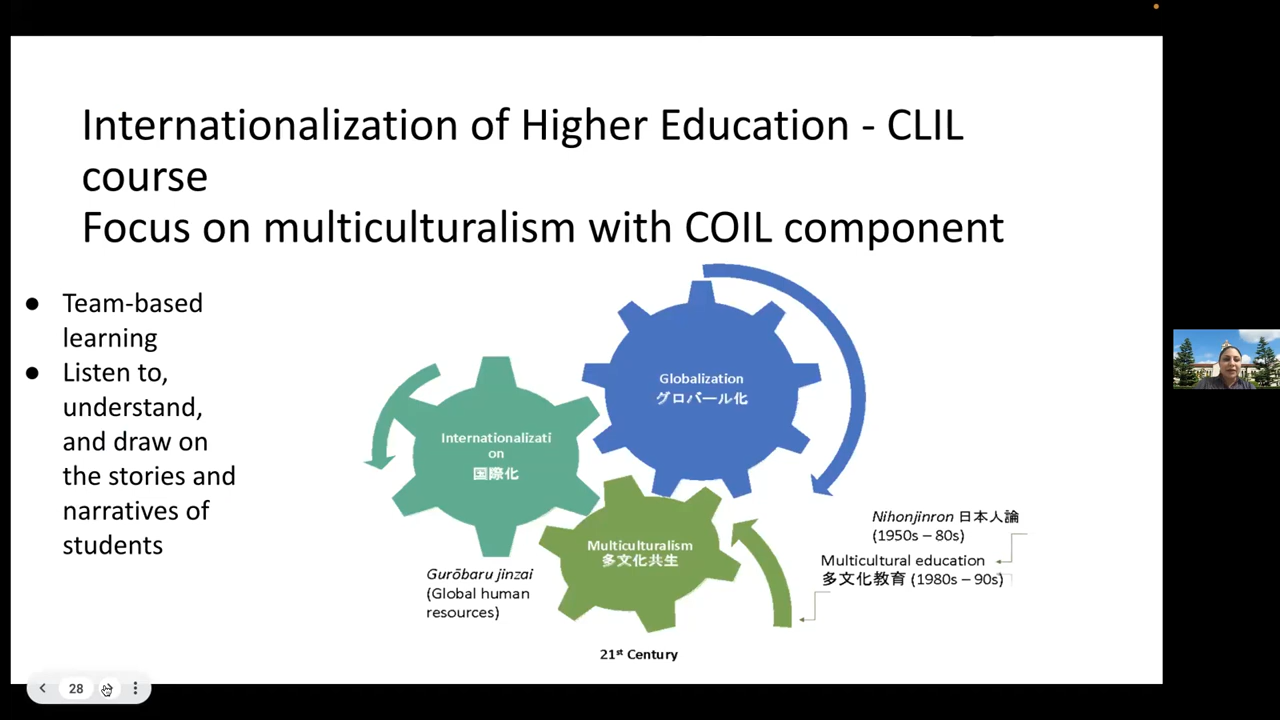 Internationalization of Higher Education - CLIL
course
Focus on multiculturalism with COIL component
● Team-based
learning
● Listen to,
understand,
and draw on
the stories and
narratives of
students
Globalization
グロバール化
Internationalizati
on
国際化
Multiculturalism
多文化共生
Gurōbaru jinzai
(Global human
resources)
Nihonjinron 日本人論
(1950s – 80s)
Multicultural education
多文化教育 (1980s – 90s)
21st Century
28